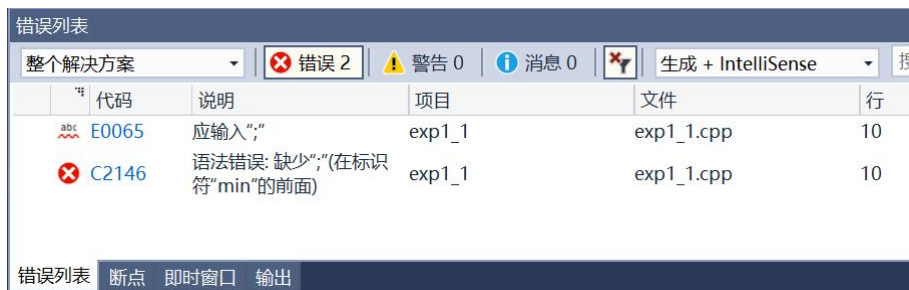 错误列表
整个解决方案 错误 2 警告 0 消息 0 生成 + IntelliSense
代码 说明 项目 文件 行
abc E0065 应输入“;” exp1_1 exp1_1.cpp 10
C2146 语法错误: 缺少“;”(在标识符“min”的前面) exp1_1 exp1_1.cpp 10
错误列表 断点 即时窗口 输出